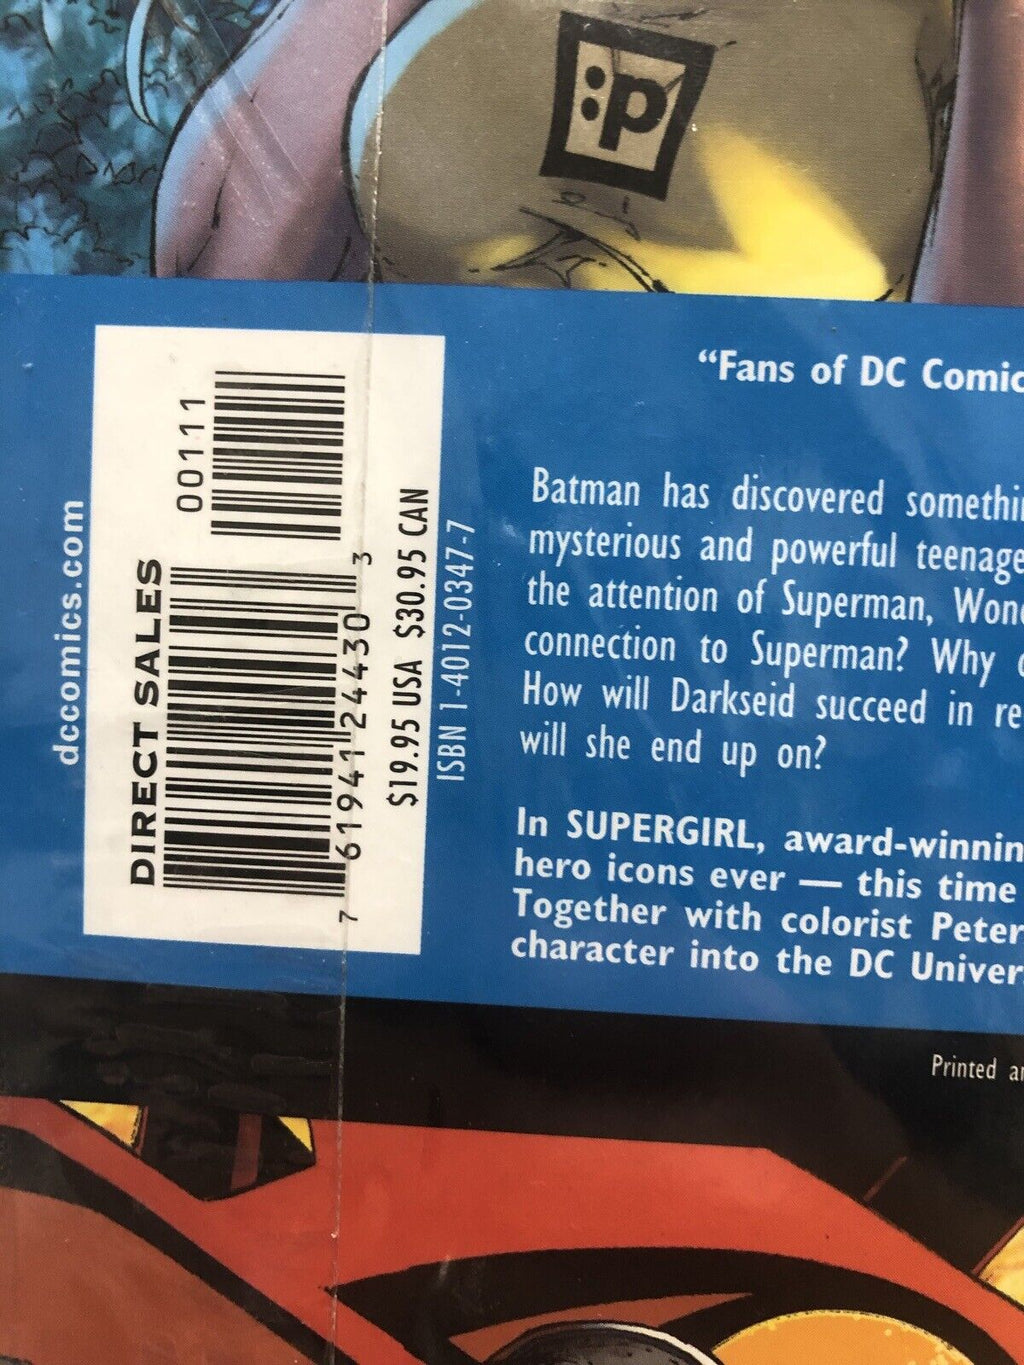 :p
"Fans of DC Comic
Batman has discovered somethi
mysterious and powerful teenage
the attention of Superman, Won
connection to Superman? Why
How will Darkseid succeed in re
will she end up on?
In SUPERGIRL, award-winnin
hero icons ever — this time
Together with colorist Peter
character into the DC Univer
Printed a
dccomics.com
DIRECT SALES
00111
7 61941 24430 3
$19.95 USA $30.95 CAN
ISBN 1-4012-0347-7